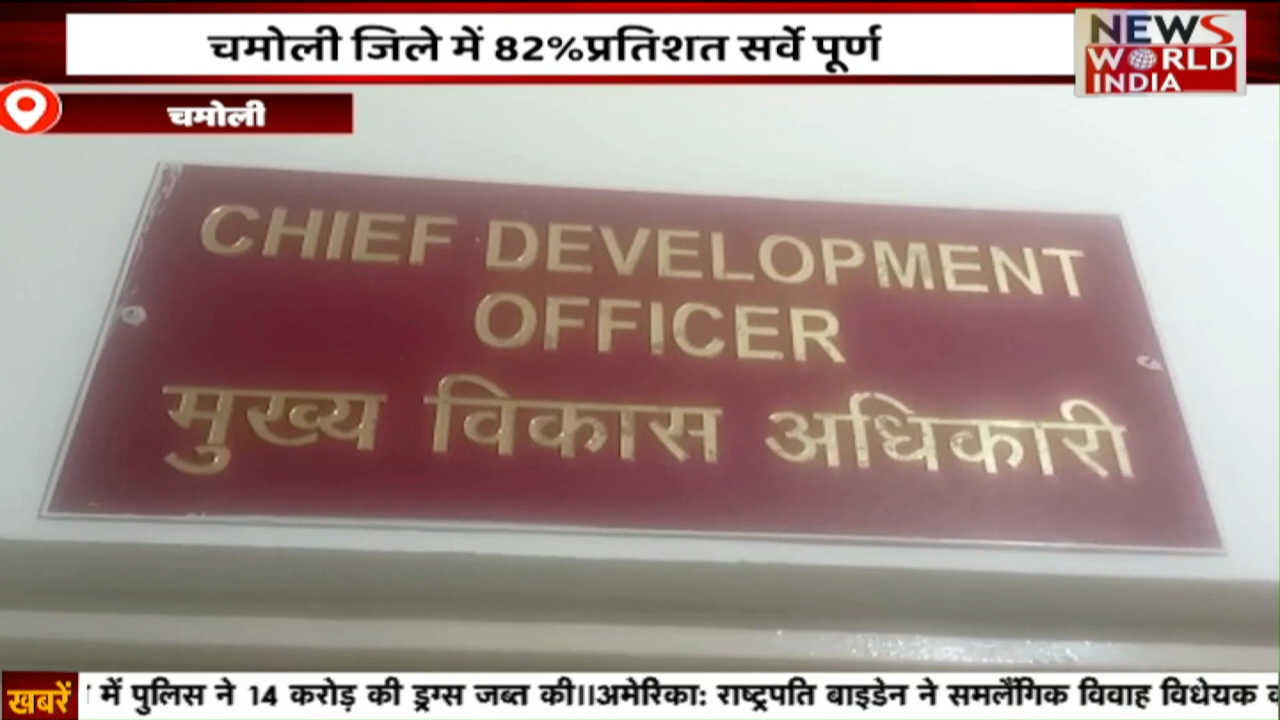 चमोली जिले में 82%प्रतिशत सर्वे पूर्ण
NEWS
WORLD
INDIA
चमोली
CHIEF DEVELOPMENT
OFFICER
मुख्य विकास अधिकारी
खबरें
में पुलिस ने 14 करोड़ की ड्रग्स जब्त की||अमेरिका: राष्ट्रपति बाइडेन ने समलैंगिक विवाह विधेयक